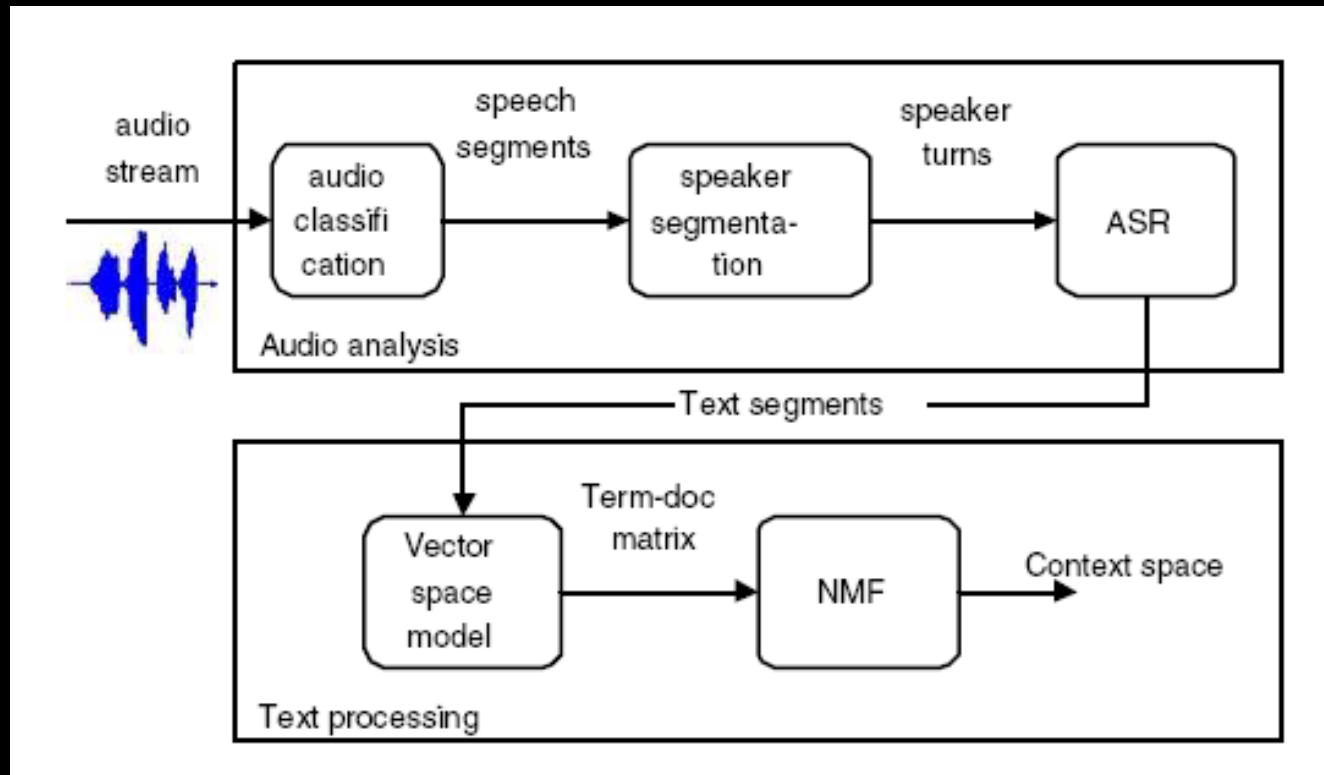 audio
stream
audio
classifi
cation
speech
segments
speaker
segmenta-
tion
speaker
turns
ASR
Audio analysis
Text segments
Vector
space
model
Term-doc
matrix
NMF
Context space
Text processing